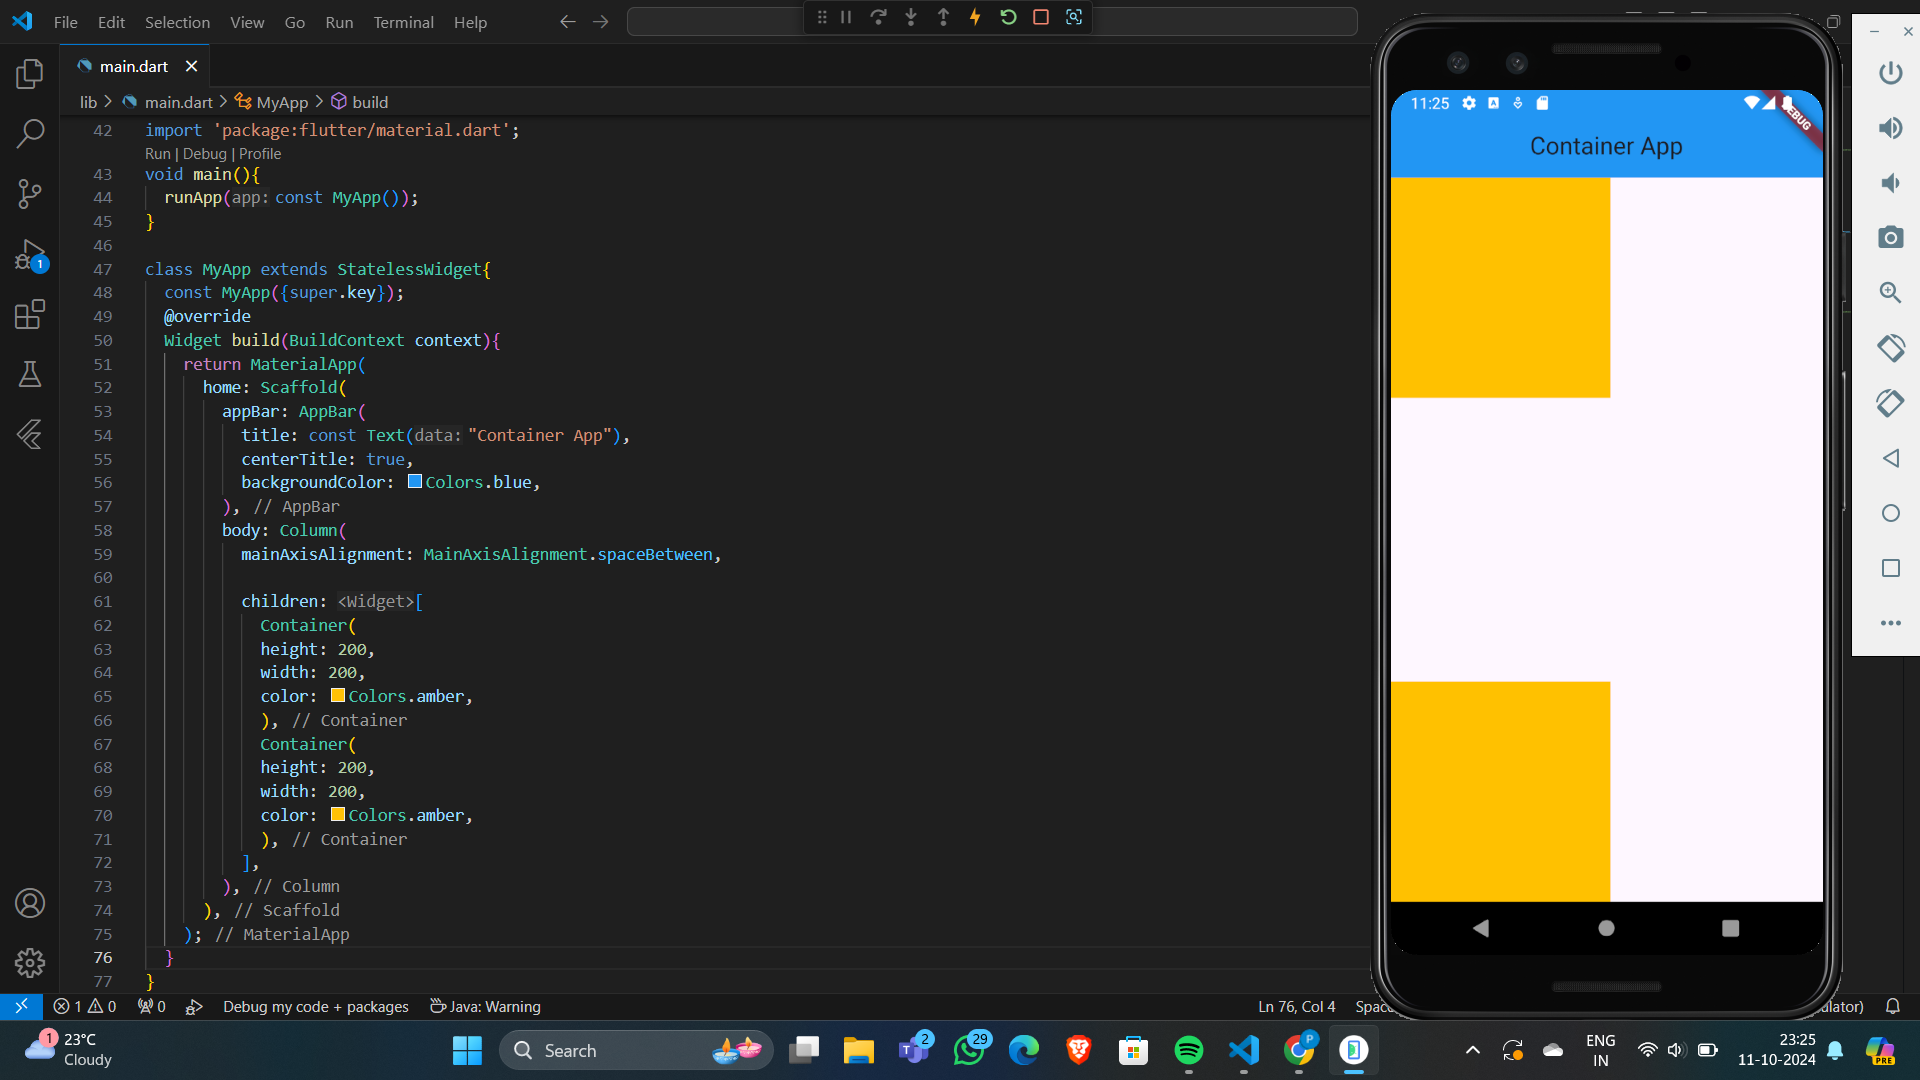 File Edit Selection View Go Run Terminal Help
main.dart
lib > main.dart > MyApp > build
42 import 'package:flutter/material.dart';
Run | Debug | Profile
43 void main(){
44 runApp(app: const MyApp());
45 }
46
47 class MyApp extends StatelessWidget{
48 const MyApp({super.key});
49 @override
50 Widget build(BuildContext context){
51 return MaterialApp(
52 home: Scaffold(
53 appBar: AppBar(
54 title: const Text(data: "Container App"),
55 centerTitle: true,
56 backgroundColor: Colors.blue,
57 ), // AppBar
58 body: Column(
59 mainAxisAlignment: MainAxisAlignment.spaceBetween,
60
61 children: <Widget>[
62 Container(
63 height: 200,
64 width: 200,
65 color: Colors.amber,
66 ), // Container
67 Container(
68 height: 200,
69 width: 200,
70 color: Colors.amber,
71 ), // Container
72 ],
73 ), // Column
74 ), // Scaffold
75 ); // MaterialApp
76 }
77 }
1
11:25
Container App
1 0 0 Debug my code + packages Java: Warning Ln 76, Col 4
1
23°C
Cloudy
Search
2
29
P
ENG
IN
23:25
11-10-2024
PRE